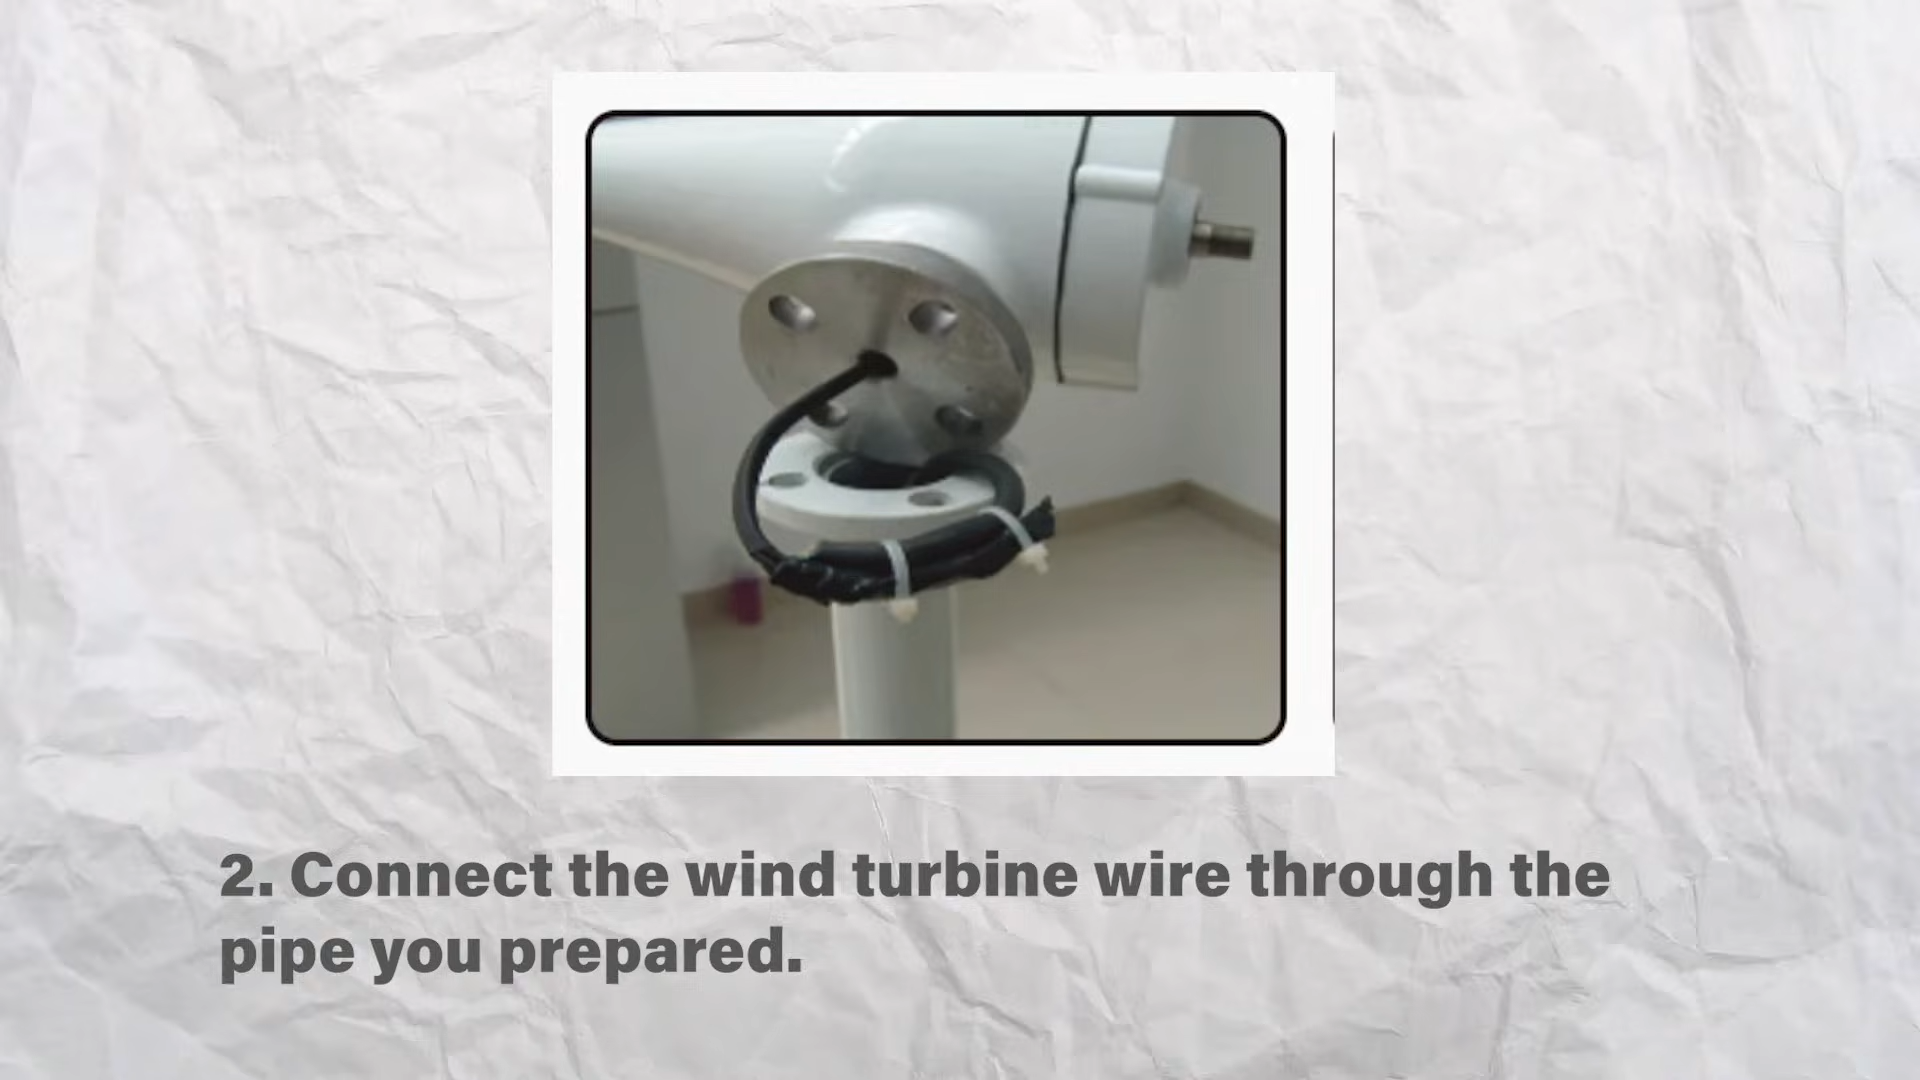 2. Connect the wind turbine wire through the
pipe you prepared.